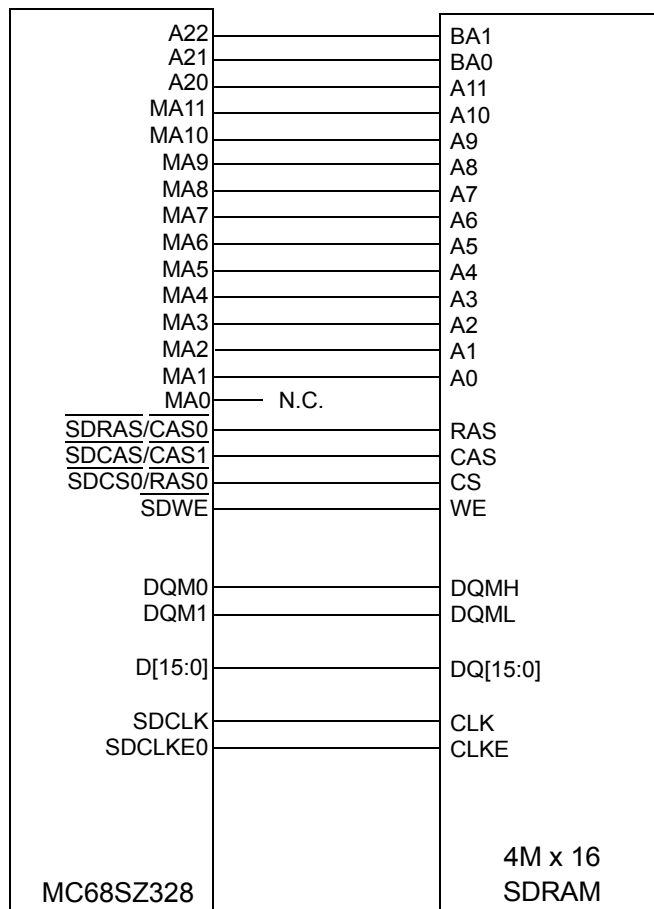 A22 BA1
A21 BA0
A20 A11
MA11 A10
MA10 A9
MA9 A8
MA8 A7
MA7 A6
MA6 A5
MA5 A4
MA4 A3
MA3 A2
MA2 A1
MA1 A0
MA0 N.C.
SDRAS/CAS0 RAS
SDCAS/CAS1 CAS
SDCS0/RAS0 CS
SDWE WE
DQM0 DQMH
DQM1 DQML
D[15:0] DQ[15:0]
SDCLK CLK
SDCLKE0 CLKE
4M x 16
MC68SZ328 SDRAM